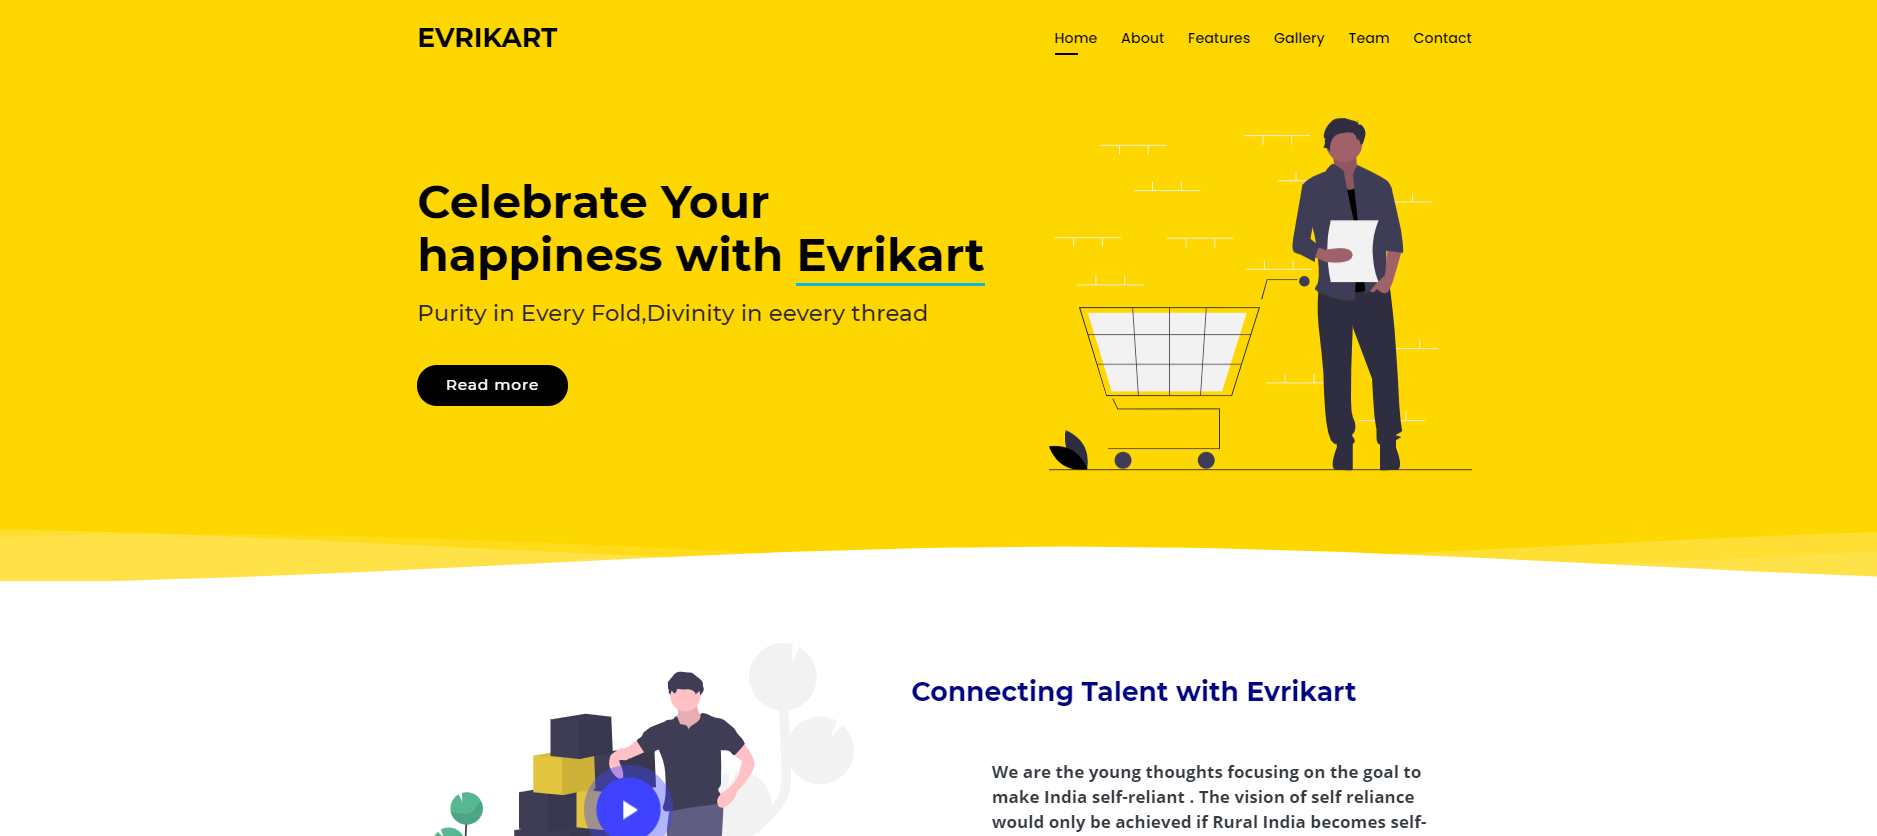 EVRIKART
Home About Features Gallery Team Contact
Celebrate Your
happiness with Evrikart
Purity in Every Fold,Divinity in eevery thread
Read more
Connecting Talent with Evrikart
We are the young thoughts focusing on the goal to
make India self-reliant . The vision of self reliance
would only be achieved if Rural India becomes self-